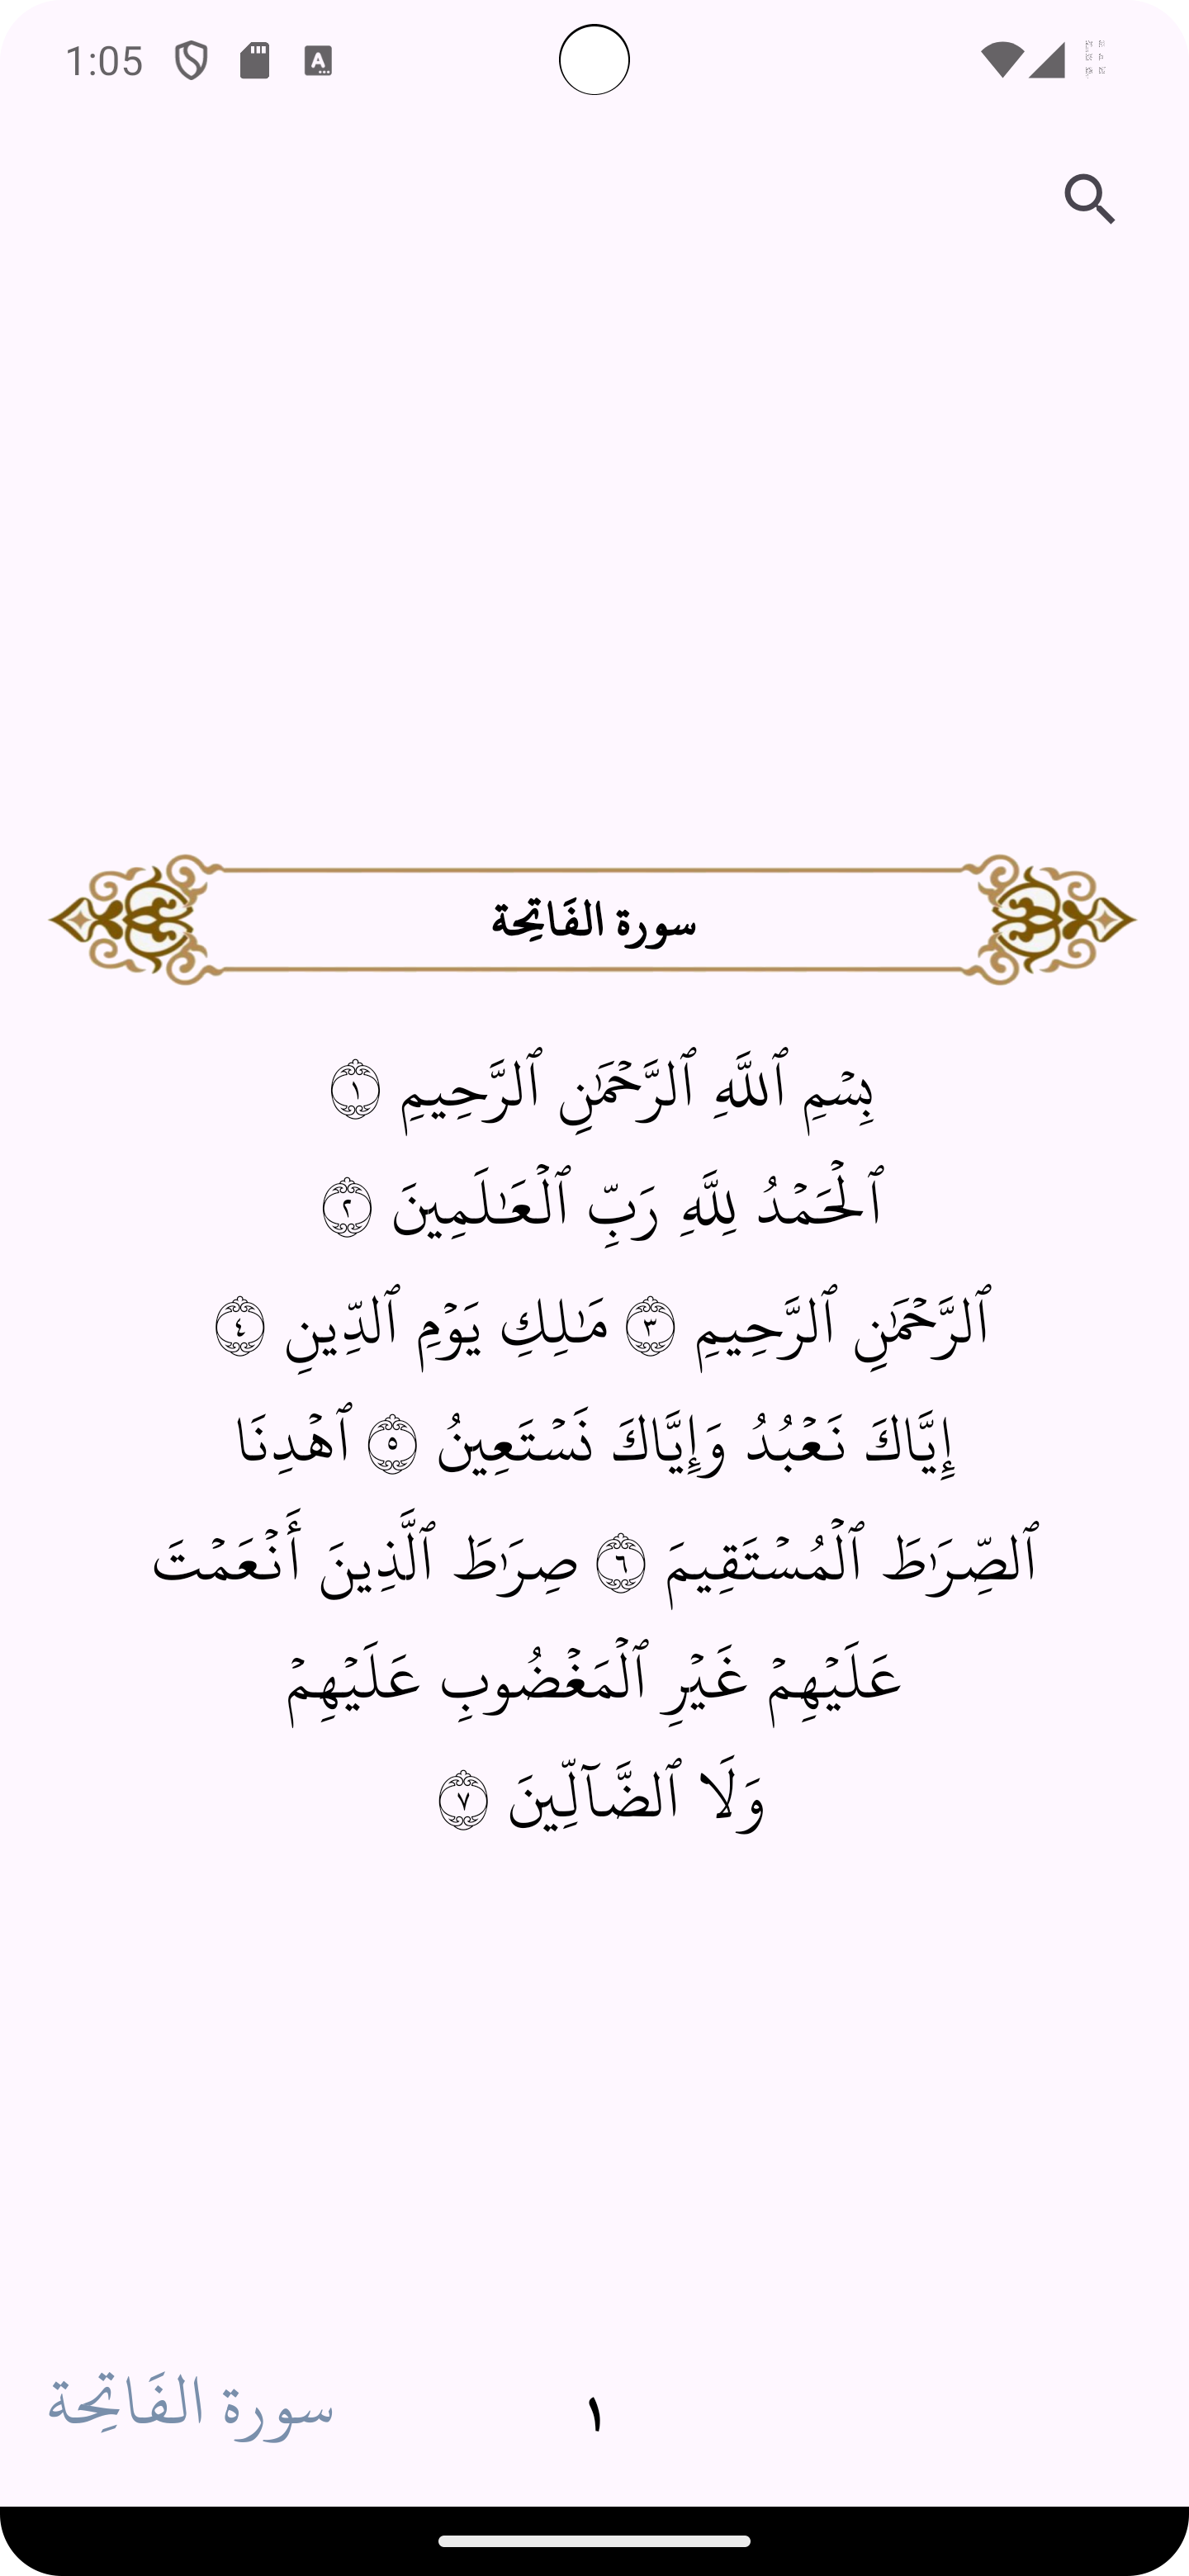 1:05
سورة الفَاتِحة
بِسۡمِ ٱللَّهِ ٱلرَّحۡمَٰنِ ٱلرَّحِيمِ ١
ٱلۡحَمۡدُ لِلَّهِ رَبِّ ٱلۡعَٰلَمِينَ ٢
ٱلرَّحۡمَٰنِ ٱلرَّحِيمِ ٣ مَٰلِكِ يَوۡمِ ٱلدِّينِ ٤
إِيَّاكَ نَعۡبُدُ وَإِيَّاكَ نَسۡتَعِينُ ٥ ٱهۡدِنَا
ٱلصِّرَٰطَ ٱلۡمُسۡتَقِيمَ ٦ صِرَٰطَ ٱلَّذِينَ أَنۡعَمۡتَ
عَلَيۡهِمۡ غَيۡرِ ٱلۡمَغۡضُوبِ عَلَيۡهِمۡ
وَلَا ٱلضَّآلِّينَ ٧
سورة الفَاتِحة
١